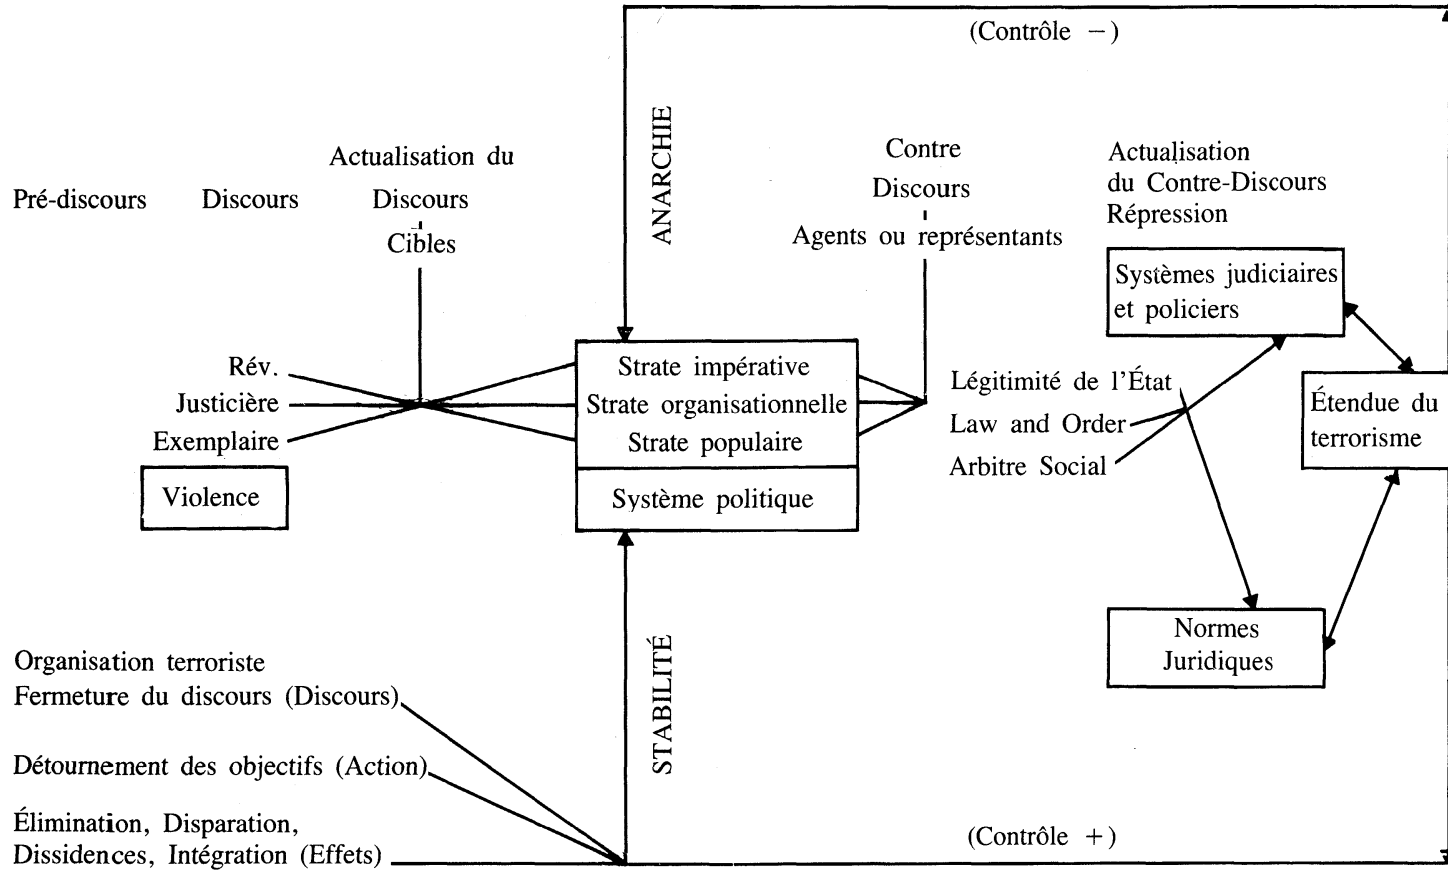 (Contrôle −)
ANARCHIE
Pré-discours
Discours
Actualisation du
Discours
Cibles
Contre
Discours
Agents ou représentants
Actualisation
du Contre-Discours
Répression
Systèmes judiciaires
et policiers
Rév.
Justicière
Exemplaire
Violence
Strate impérative
Strate organisationnelle
Strate populaire
Système politique
Légitimité de l'État
Law and Order
Arbitre Social
Étendue du
terrorisme
Normes
Juridiques
STABILITÉ
Organisation terroriste
Fermeture du discours (Discours)
Détournement des objectifs (Action)
Élimination, Disparation,
Dissidences, Intégration (Effets)
(Contrôle +)